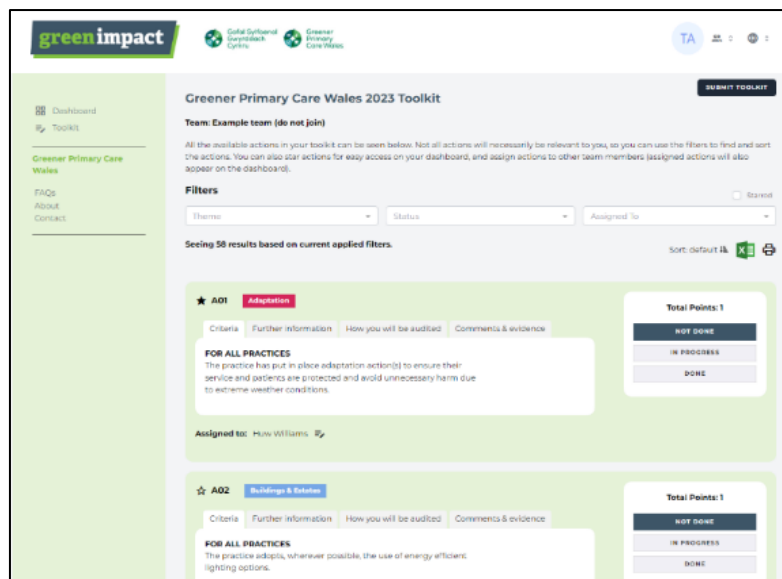 greenimpact
Gofal Sylfaenol
Gwyrddach
Cymru
Greener
Primary
Care Wales
TA
SUBMIT TOOLKIT
Dashboard
Toolkit
Greener Primary Care
Wales
FAQs
About
Contact
Greener Primary Care Wales 2023 Toolkit
Team: Example team (do not join)
All the available actions in your toolkit can be seen below. Not all actions will necessarily be relevant to you, so you can use the filters to find and sort
the actions. You can also star actions for easy access on your dashboard, and assign actions to other team members (assigned actions will also
appear on the dashboard).
Filters
Starred
Theme
Status
Assigned To
Seeing 58 results based on current applied filters.
Sort: default
A01 Adaptation
Criteria Further information How you will be audited Comments & evidence
FOR ALL PRACTICES
The practice has put in place adaptation action(s) to ensure their
service and patients are protected and avoid unnecessary harm due
to extreme weather conditions.
Assigned to: Huw Williams
Total Points: 1
NOT DONE
IN PROGRESS
DONE
A02 Buildings & Estates
Criteria Further information How you will be audited Comments & evidence
FOR ALL PRACTICES
The practice adopts, wherever possible, the use of energy efficient
lighting options.
Total Points: 1
NOT DONE
IN PROGRESS
DONE